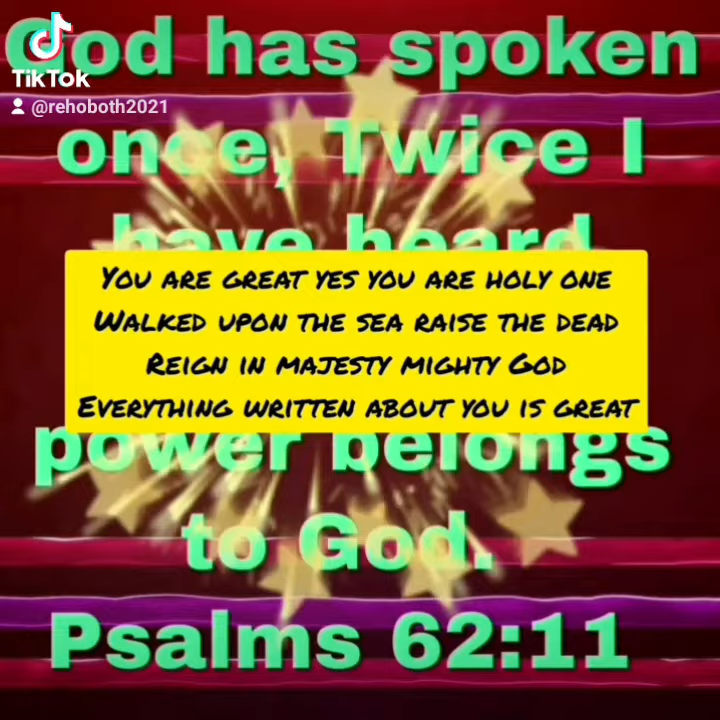 God has spoken
TikTok
@rehoboth2021
once, Twice I
have heard
You are great yes you are holy one
Walked upon the sea raise the dead
Reign in majesty mighty God
Everything written about you is great
power belongs
to God.
Psalms 62:11